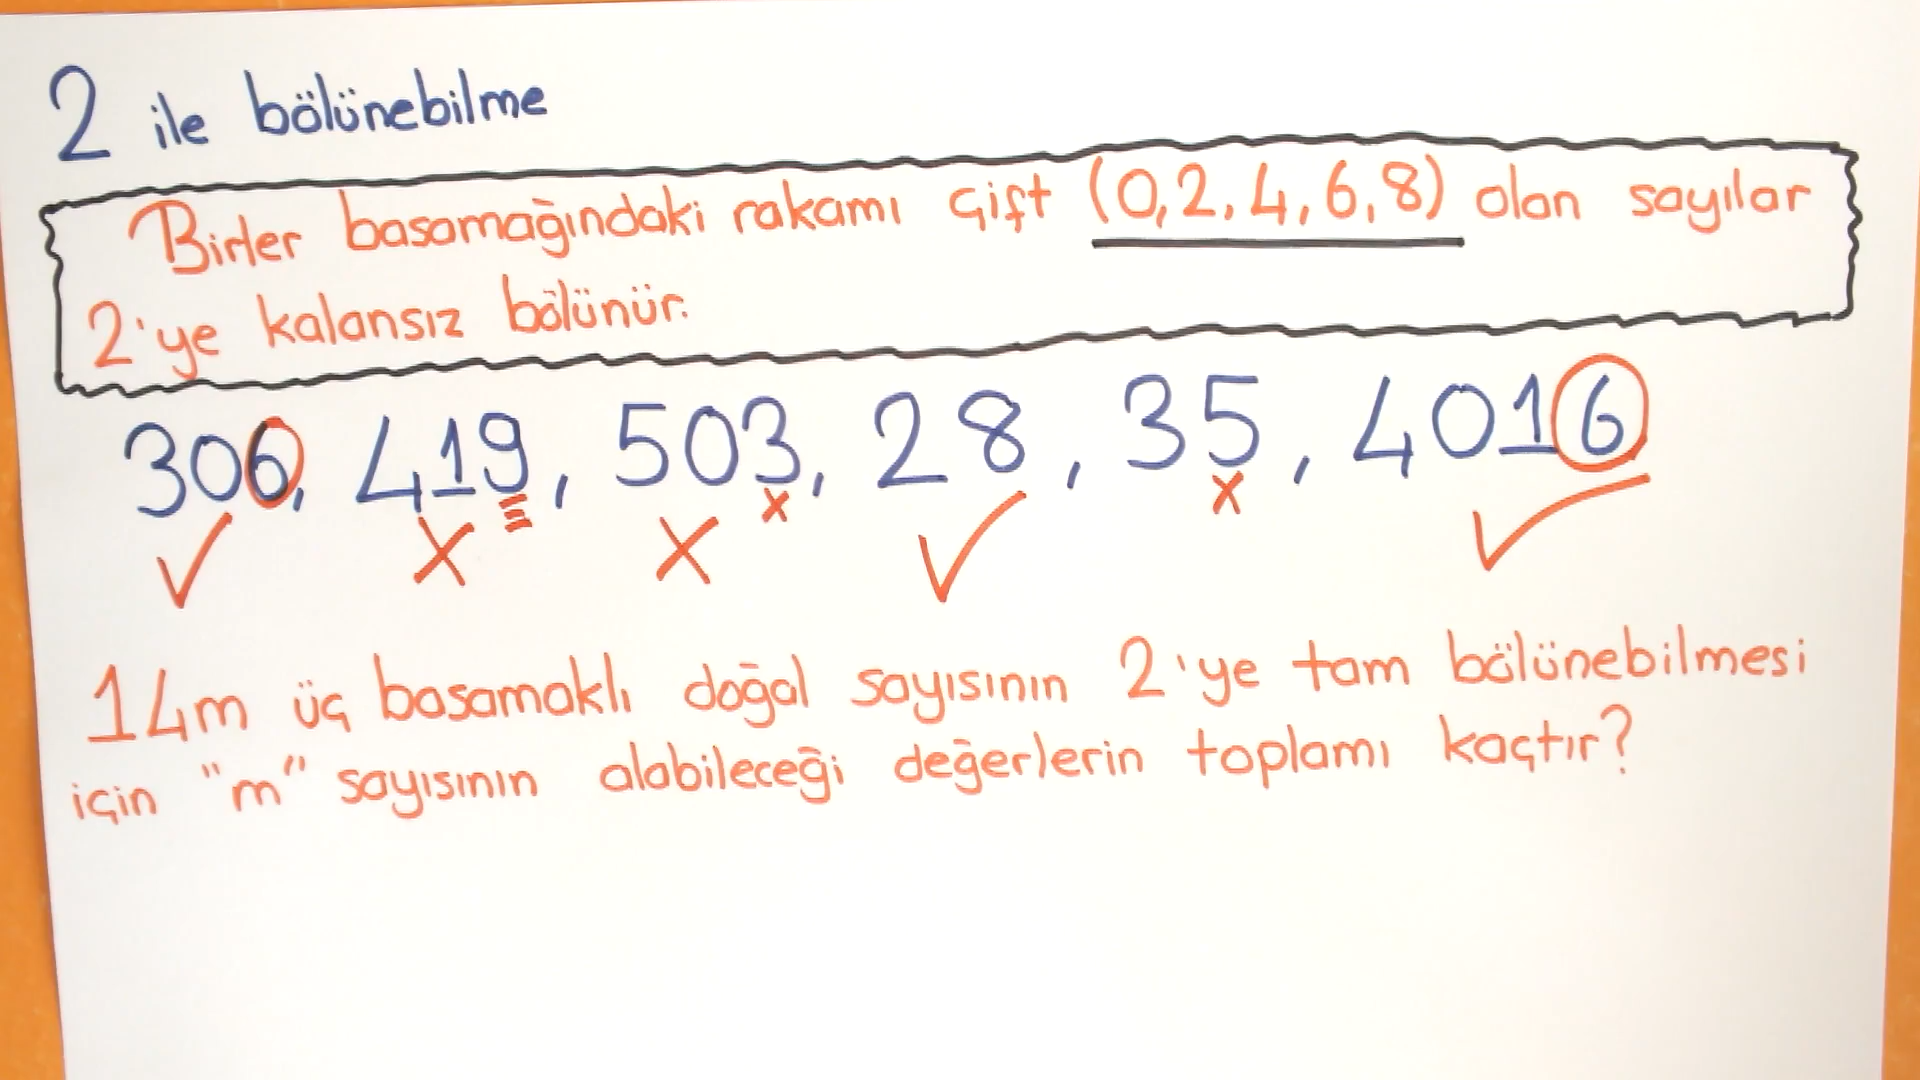 2 ile bölünebilme
Birler basamağındaki rakamı çift (0,2,4,6,8) olan sayılar
2'ye kalansız bölünür.
306, 419, 503, 28, 35, 4016
14m üç basamaklı doğal sayısının 2'ye tam bölünebilmesi
için "m" sayısının alabileceği değerlerin toplamı kaçtır?